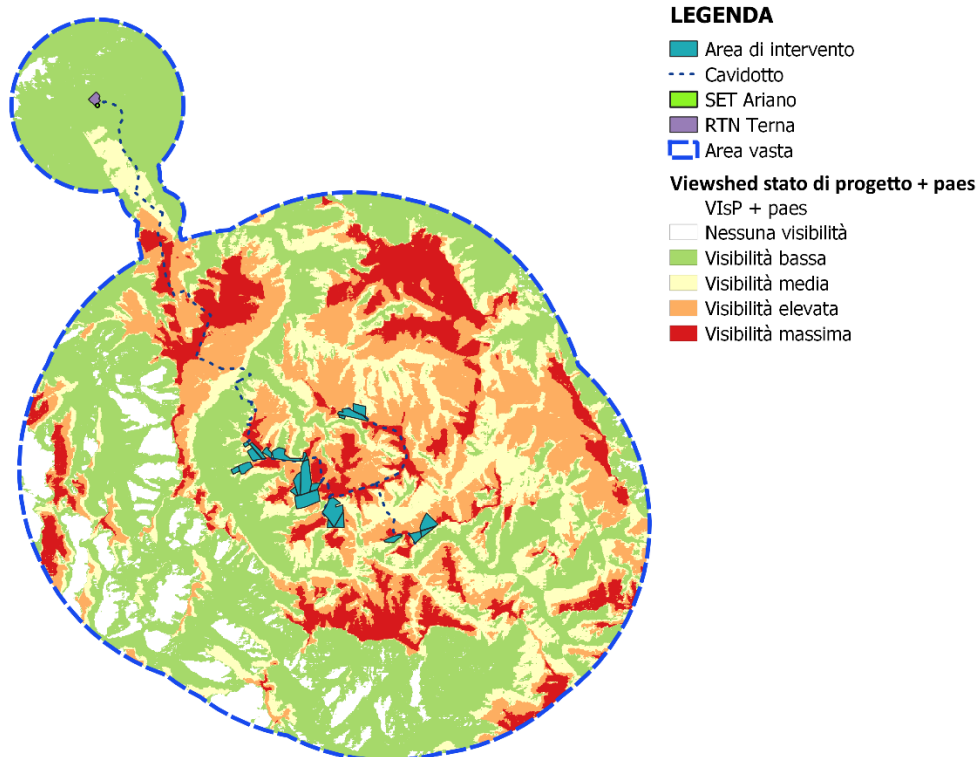 LEGENDA
Area di intervento
Cavidotto
SET Ariano
RTN Terna
Area vasta
Viewshed stato di progetto + paes
VIsP + paes
Nessuna visibilità
Visibilità bassa
Visibilità media
Visibilità elevata
Visibilità massima